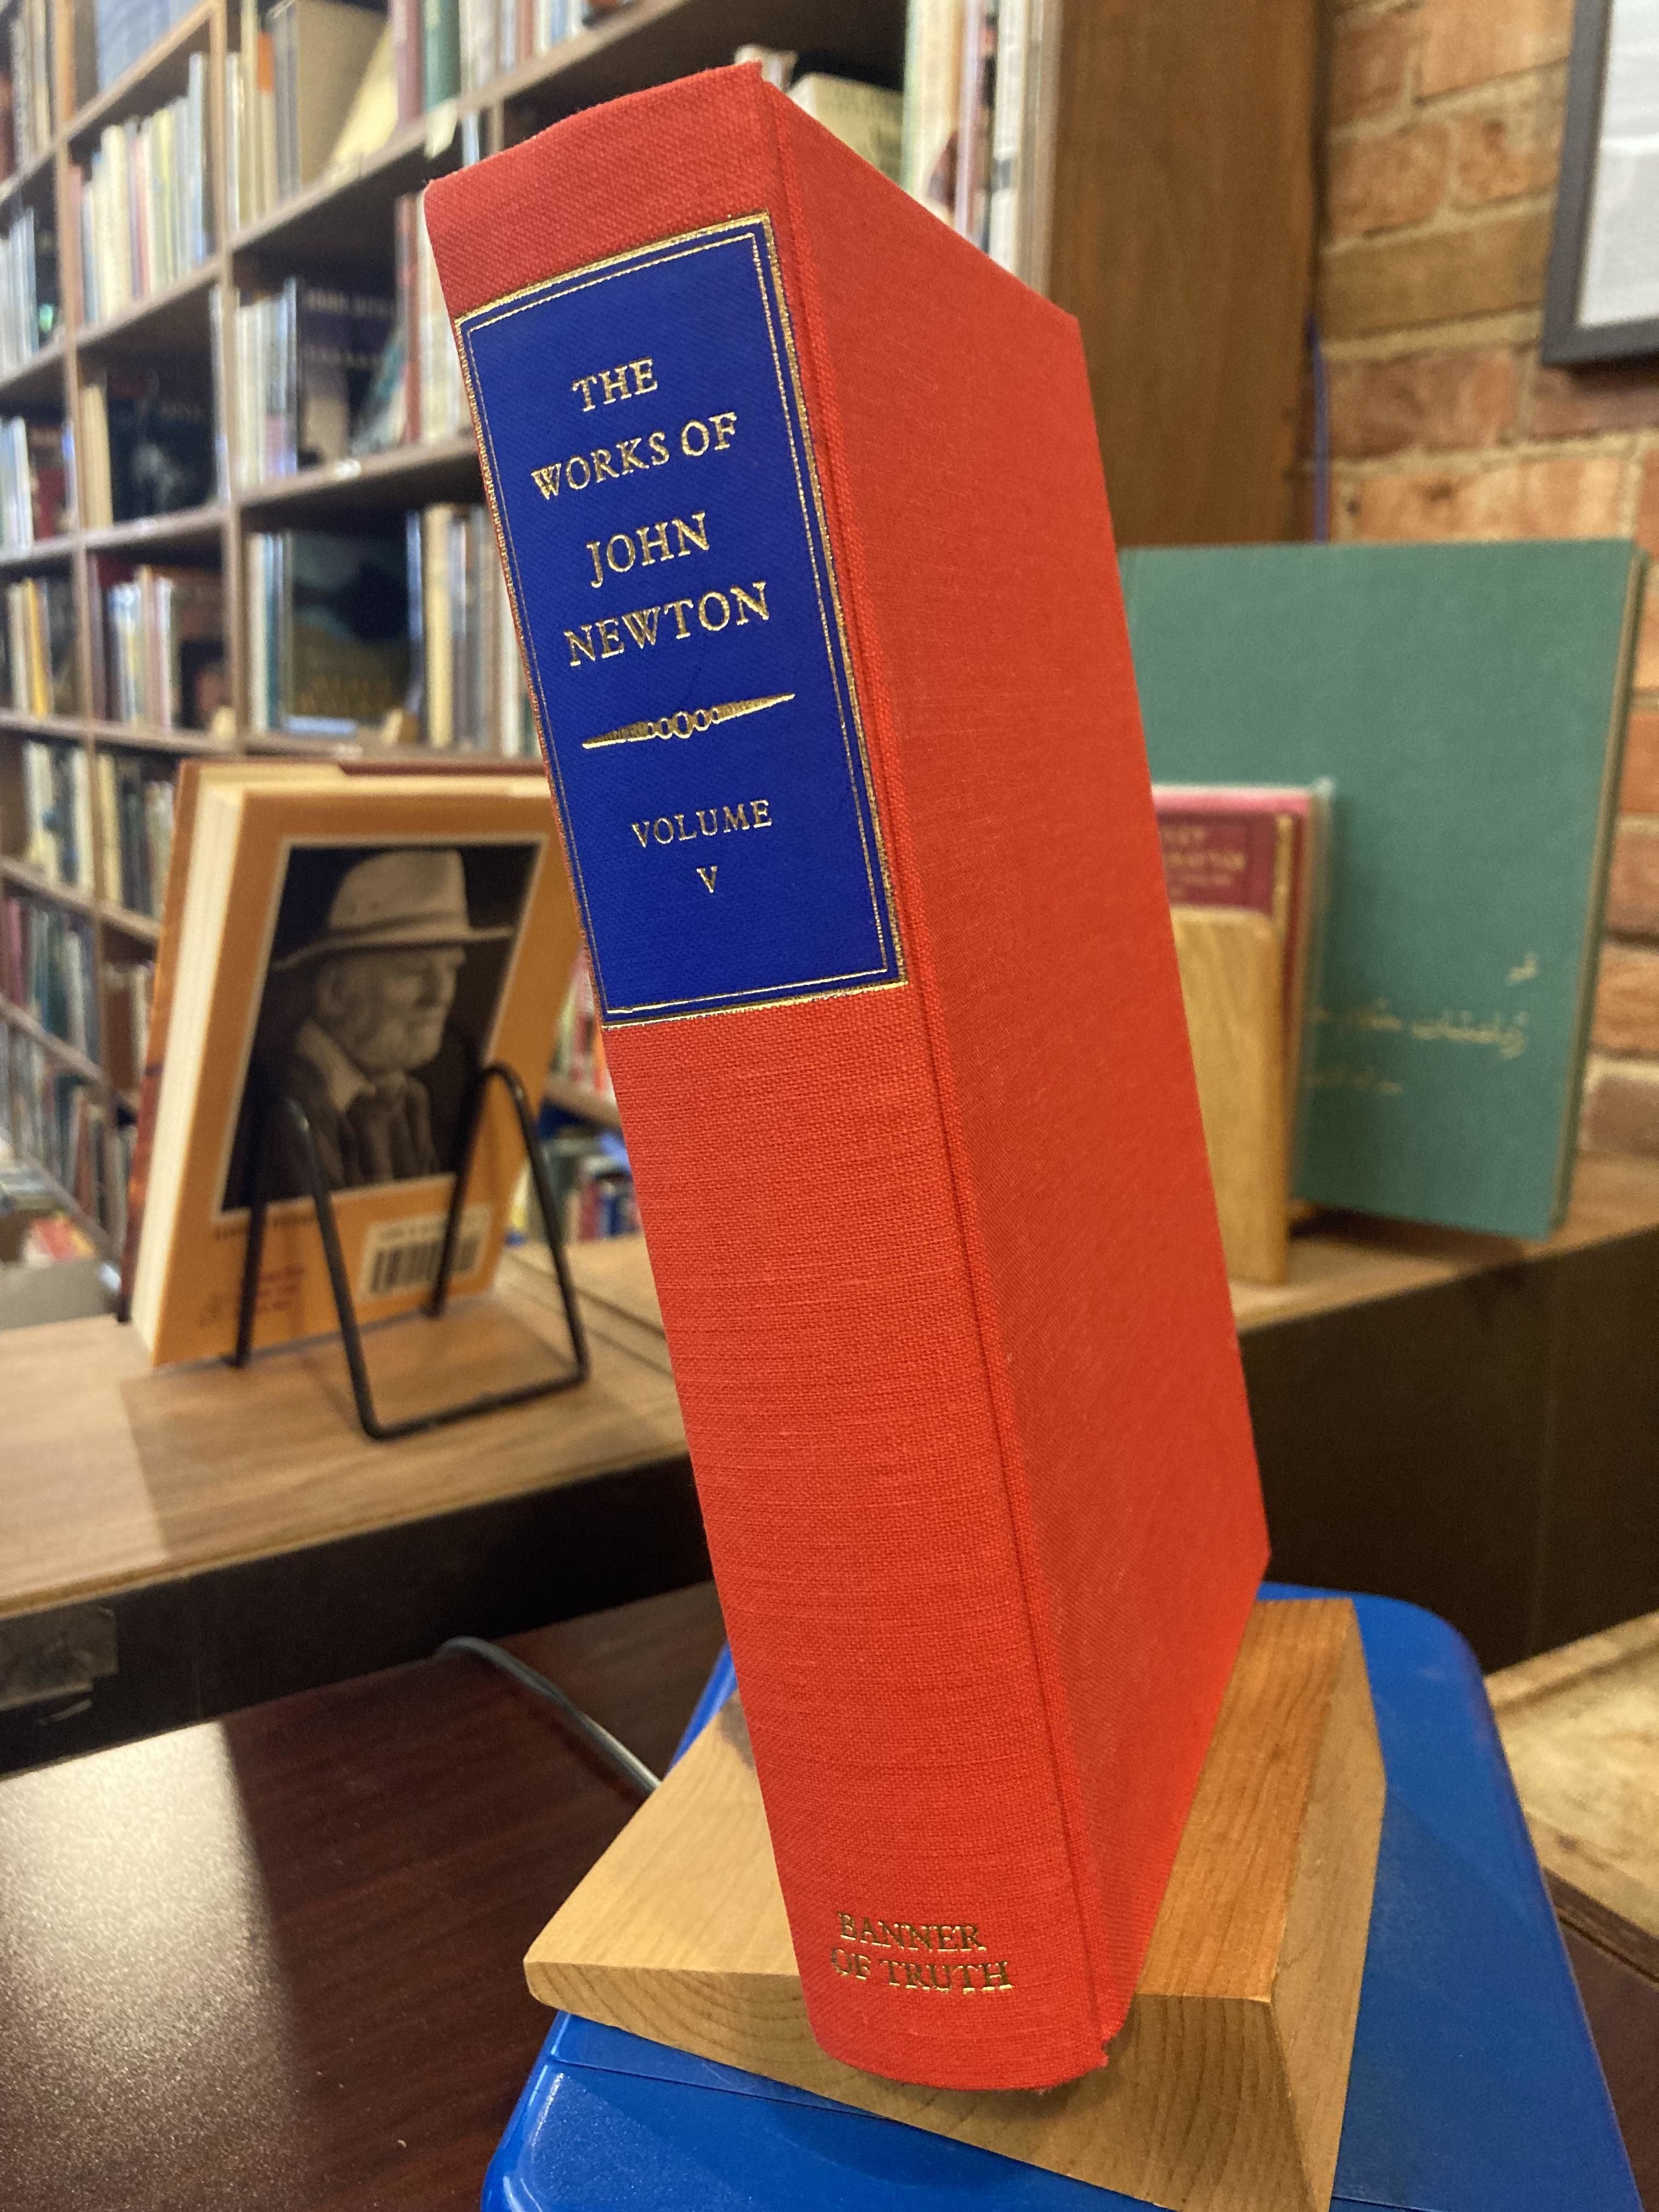 THE
WORKS OF
JOHN
NEWTON
VOLUME
V
BANNER
OF TRUTH